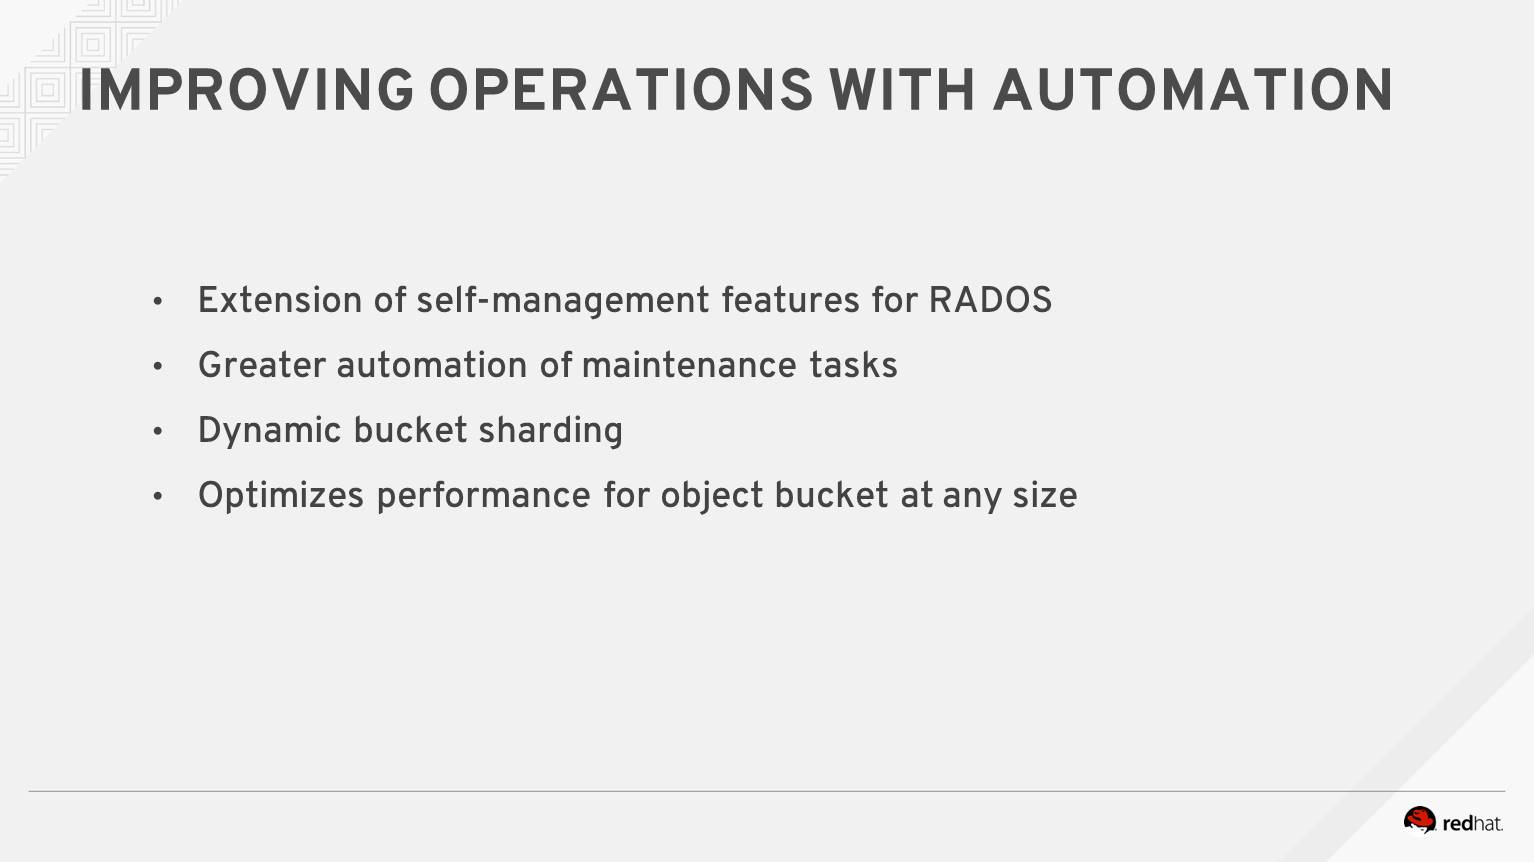 IMPROVING OPERATIONS WITH AUTOMATION
• Extension of self-management features for RADOS
• Greater automation of maintenance tasks
• Dynamic bucket sharding
• Optimizes performance for object bucket at any size
redhat.